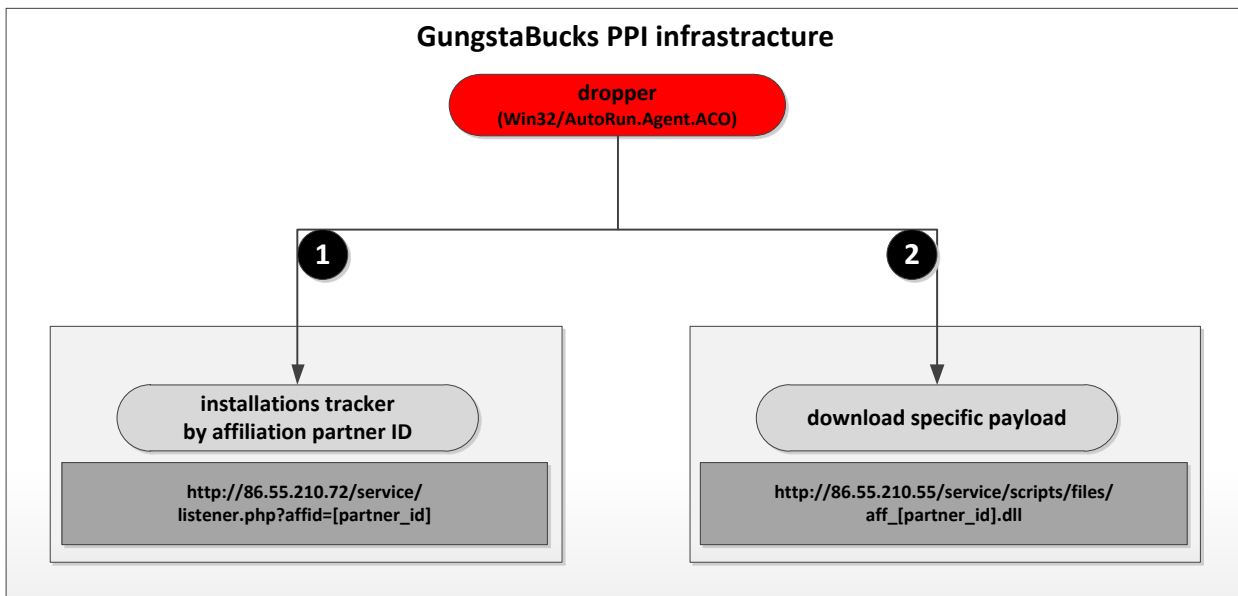 GungstaBucks PPI infrastracture
dropper
(Win32/AutoRun.Agent.ACO)
1
2
installations tracker
by affiliation partner ID
download specific payload
http://86.55.210.72/service/
listener.php?affid=[partner_id]
http://86.55.210.55/service/scripts/files/
aff_[partner_id].dll